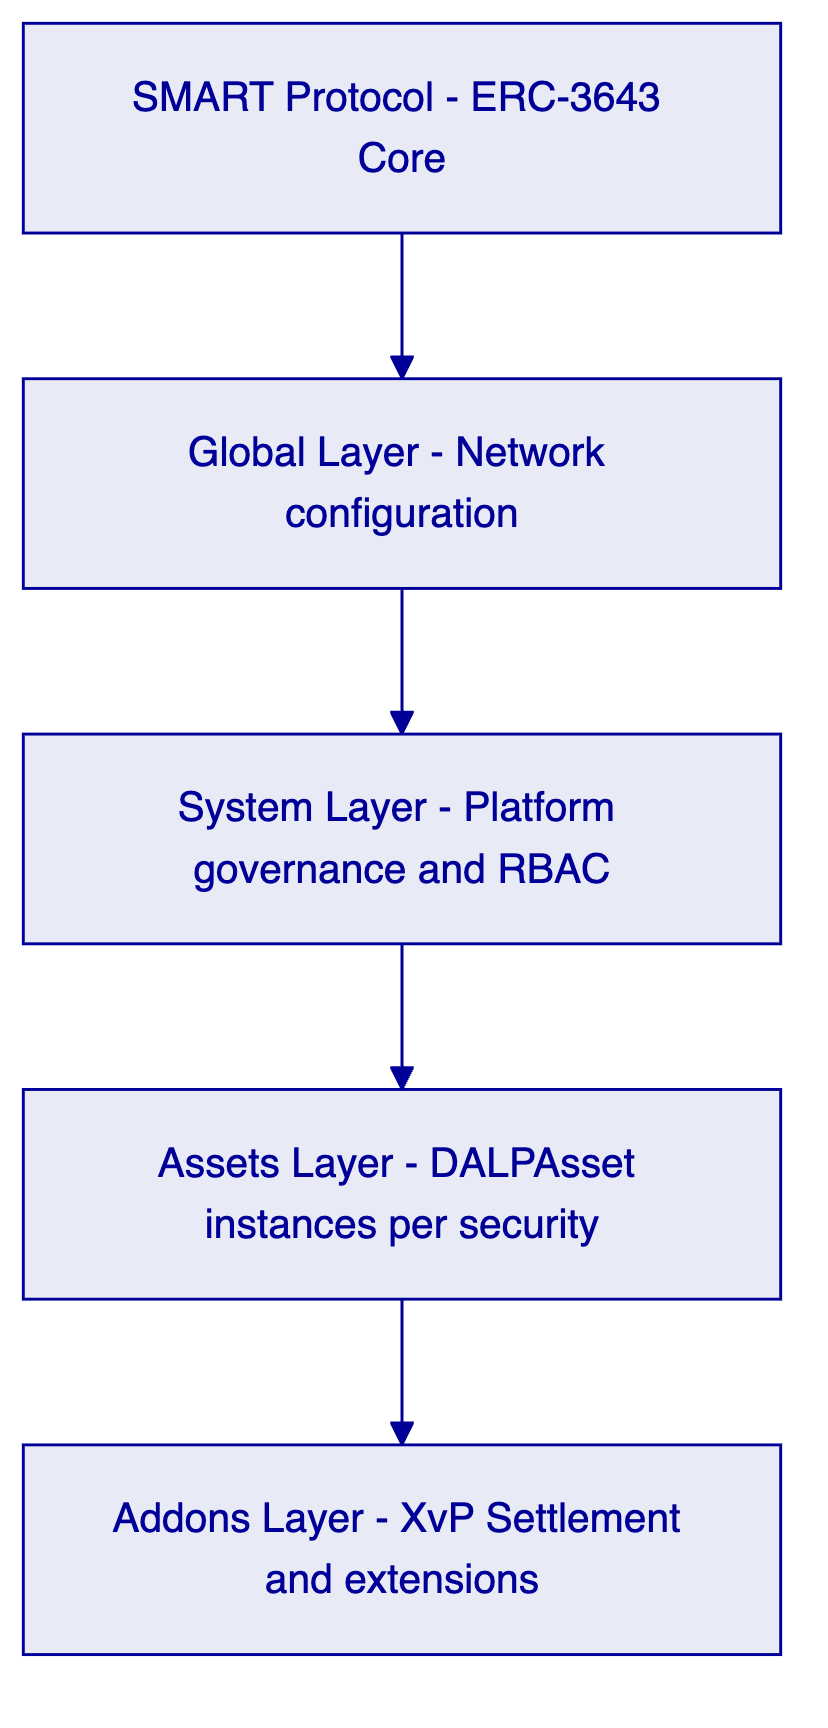 SMART Protocol - ERC-3643
Core
Global Layer - Network
configuration
System Layer - Platform
governance and RBAC
Assets Layer - DALPAsset
instances per security
Addons Layer - XvP Settlement
and extensions